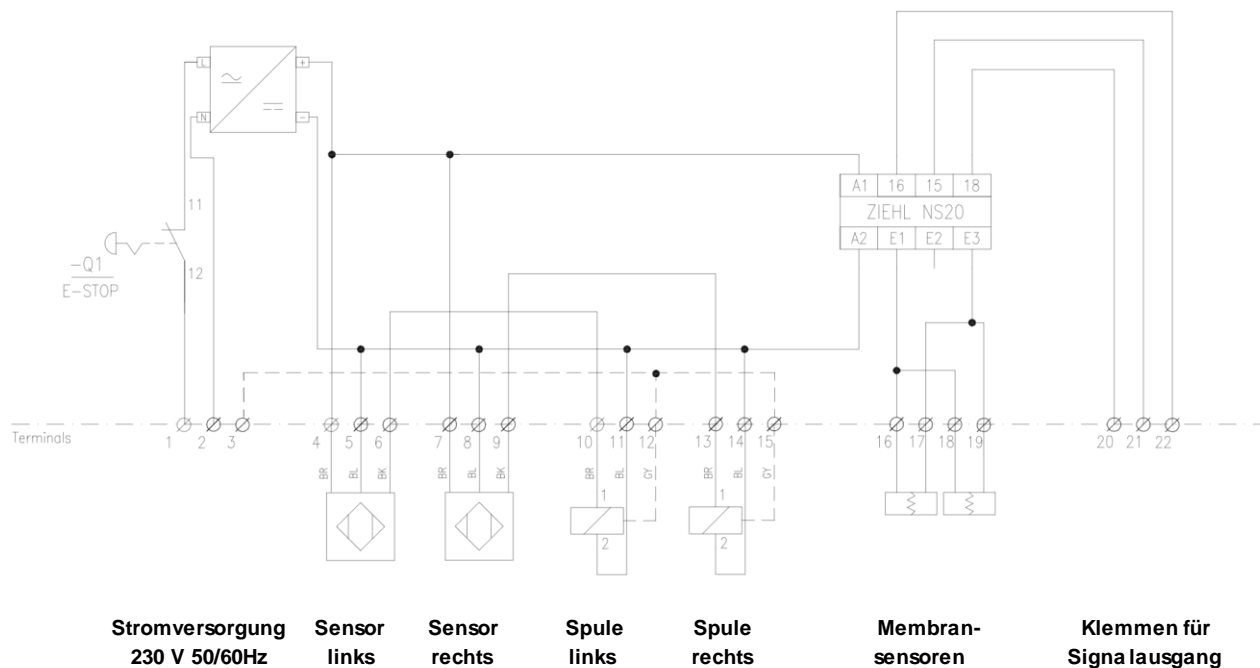 L
+
N
-
11
12
-Q1
E-STOP
A1 16 15 18
ZIEHL NS20
A2 E1 E2 E3
Terminals
1 2 3 4 5 6 7 8 9 10 11 12 13 14 15 16 17 18 19 20 21 22
BR BL BK BR BL BK BR BL GY BR BL GY
1 1
2 2
Stromversorgung Sensor Sensor Spule Spule Membran- Klemmen für
230 V 50/60Hz links rechts links rechts sensoren Signalausgang